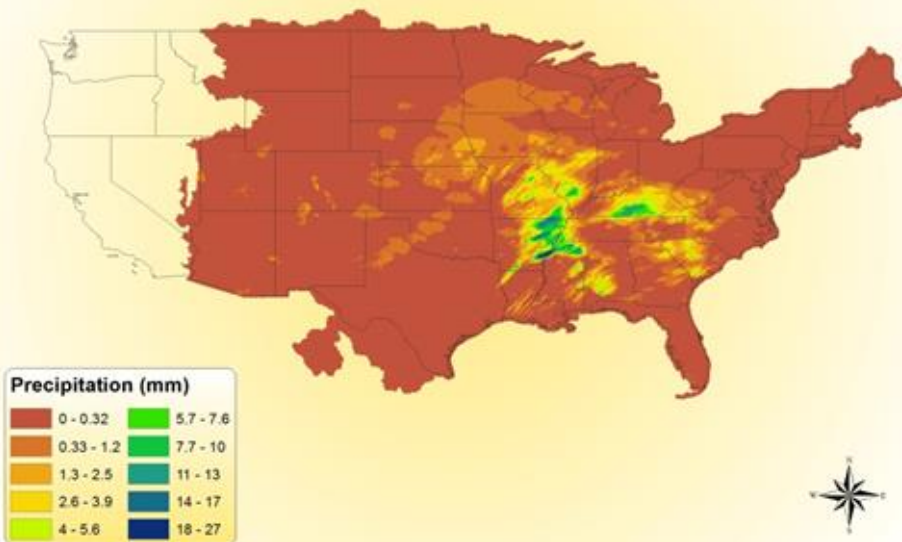 Precipitation (mm)
0 - 0.32
0.33 - 1.2
1.3 - 2.5
2.6 - 3.9
4 - 5.6
5.7 - 7.6
7.7 - 10
11 - 13
14 - 17
18 - 27
N
W
E
S